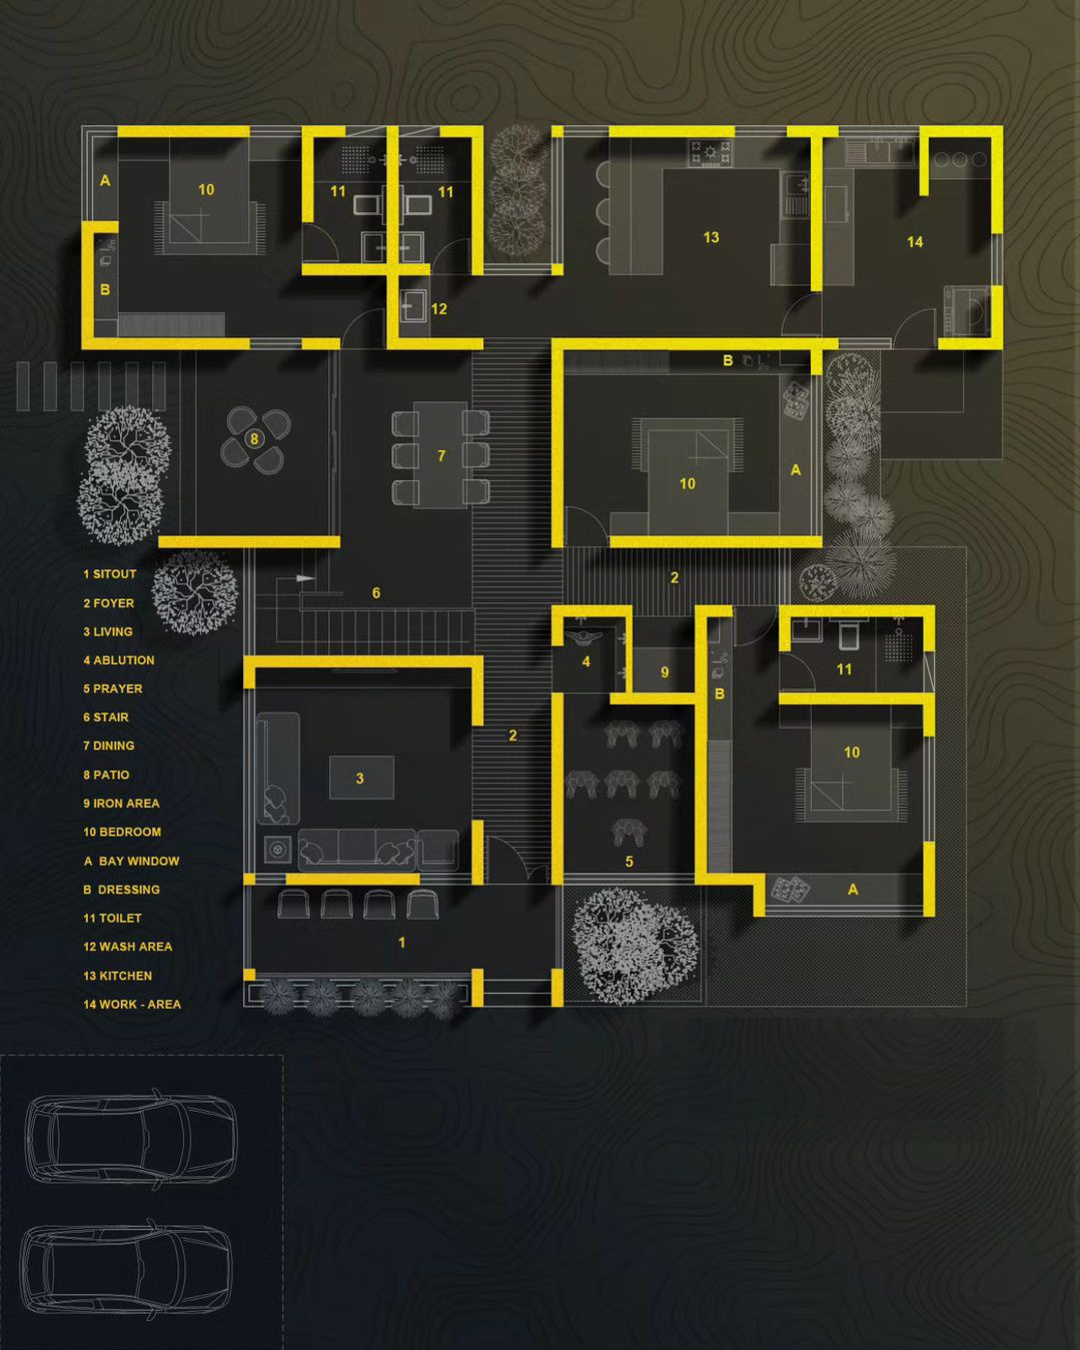 A
10
11
11
13
14
B
12
B
8
7
10
A
1 SITOUT
2 FOYER
3 LIVING
4 ABLUTION
5 PRAYER
6 STAIR
7 DINING
8 PATIO
9 IRON AREA
10 BEDROOM
A BAY WINDOW
B DRESSING
11 TOILET
12 WASH AREA
13 KITCHEN
14 WORK - AREA
2
6
4
9
11
B
2
10
3
5
A
1